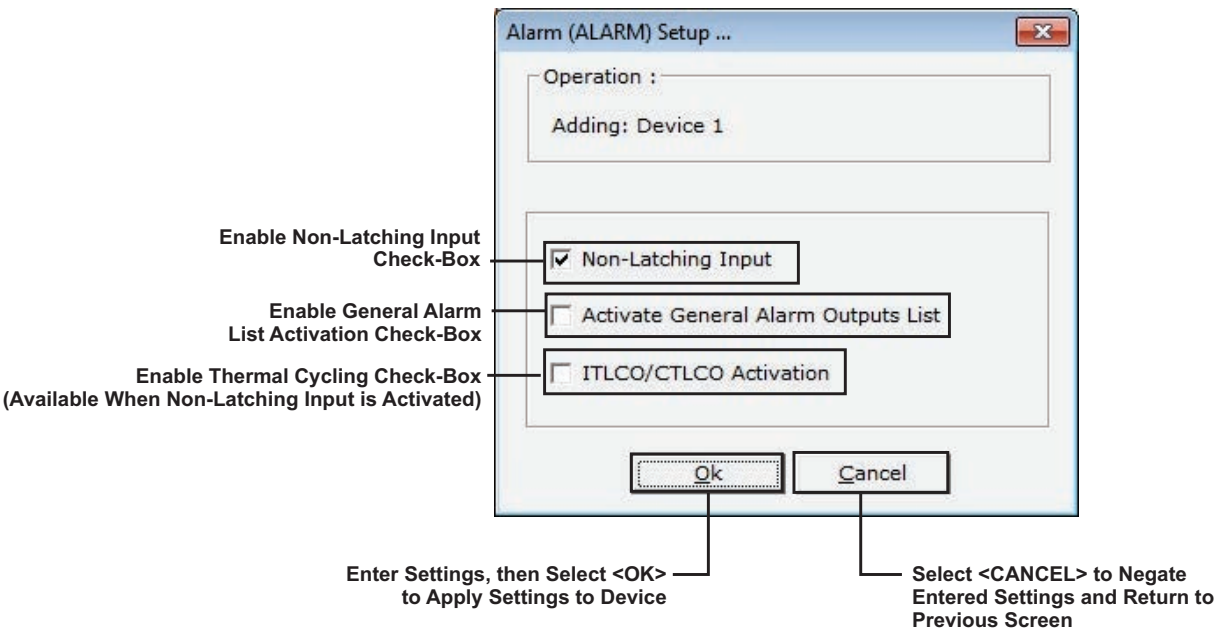 Alarm (ALARM) Setup ...
Operation :
Adding: Device 1
Enable Non-Latching Input
Check-Box
Non-Latching Input
Enable General Alarm
List Activation Check-Box
Activate General Alarm Outputs List
Enable Thermal Cycling Check-Box
(Available When Non-Latching Input is Activated)
ITLCO/CTLCO Activation
Ok
Cancel
Enter Settings, then Select <OK>
to Apply Settings to Device
Select <CANCEL> to Negate
Entered Settings and Return to
Previous Screen